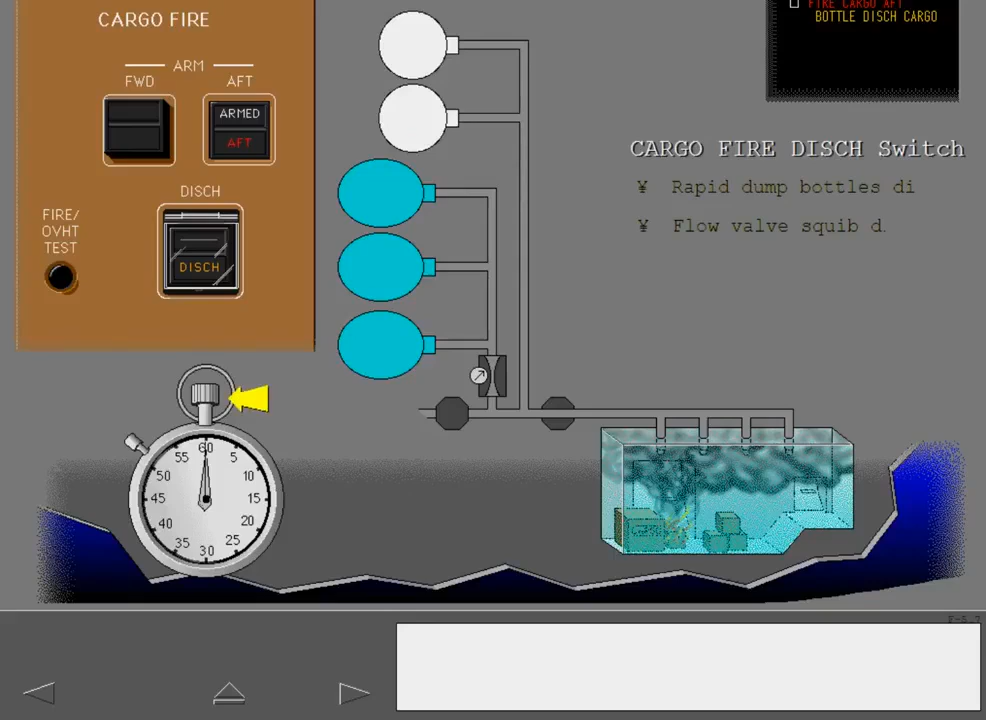 CARGO FIRE
ARM
FWD
AFT
ARMED
AFT
DISCH
FIRE/
OVHT
TEST
DISCH
FIRE CARGO AFT
BOTTLE DISCH CARGO
CARGO FIRE DISCH Switch
¥ Rapid dump bottles di
¥ Flow valve squib d
60
5
10
15
20
25
30
35
40
45
50
55
F-5.7